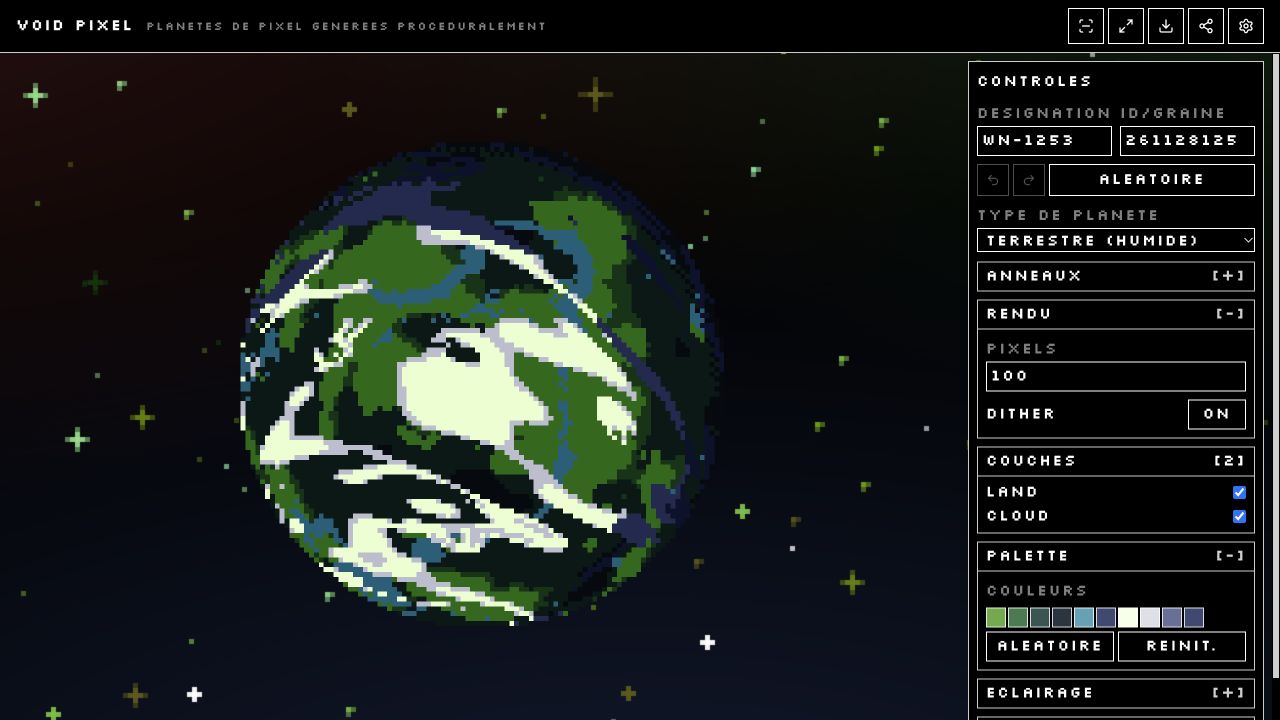 VOID PIXEL PLANETES DE PIXEL GENEREES PROCEDURALEMENT
CONTROLES
DESIGNATION ID/GRAINE
WN-1253 261128125
ALEATOIRE
TYPE DE PLANETE
TERRESTRE (HUMIDE)
ANNEAUX [+]
RENDU [-]
PIXELS
100
DITHER ON
COUCHES [2]
LAND
CLOUD
PALETTE [-]
COULEURS
ALEATOIRE REINIT.
ECLAIRAGE [+]